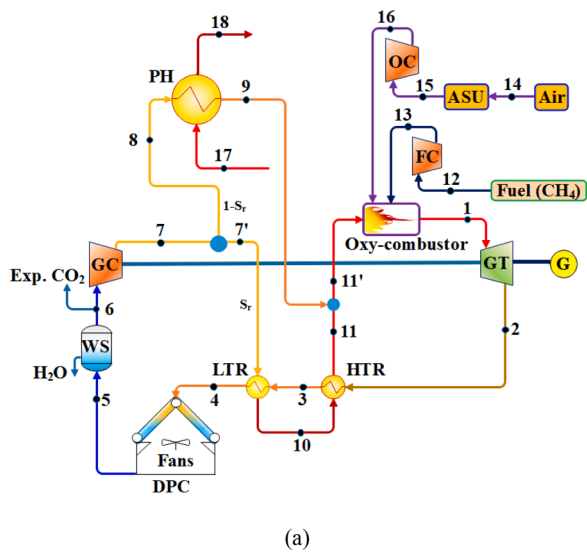 18
16
PH
OC
9
15
14
ASU
Air
13
8
FC
17
12
Fuel (CH₄)
1-Sᵣ
1
7
7'
Oxy-combustor
GC
GT
G
Exp. CO₂
11'
6
Sᵣ
2
WS
11
H₂O
LTR
HTR
5
4
3
10
Fans
DPC
(a)